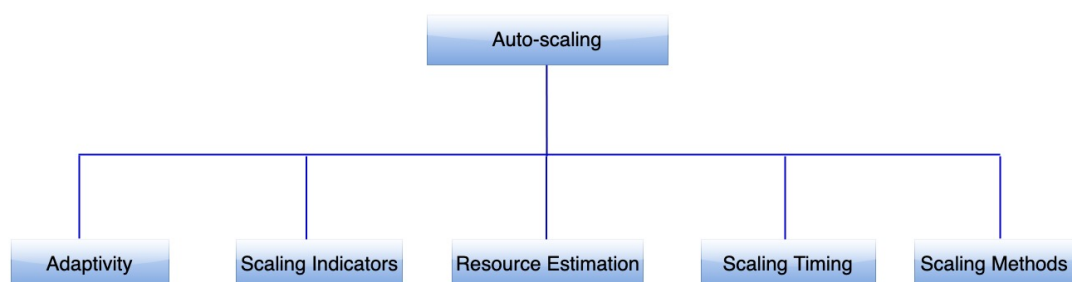 Auto-scaling
Adaptivity
Scaling Indicators
Resource Estimation
Scaling Timing
Scaling Methods